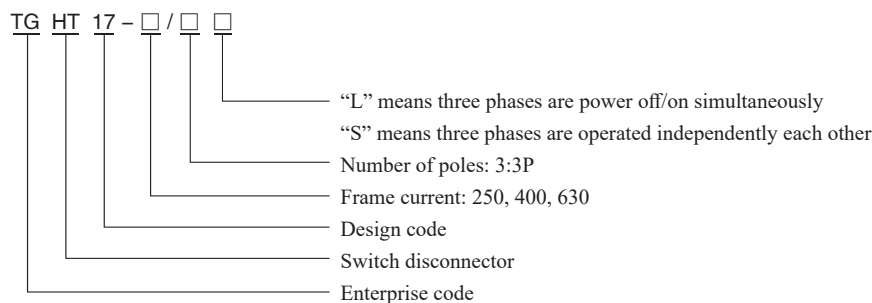 TG HT 17 – □ / □ □
“L” means three phases are power off/on simultaneously
“S” means three phases are operated independently each other
Number of poles: 3:3P
Frame current: 250, 400, 630
Design code
Switch disconnector
Enterprise code